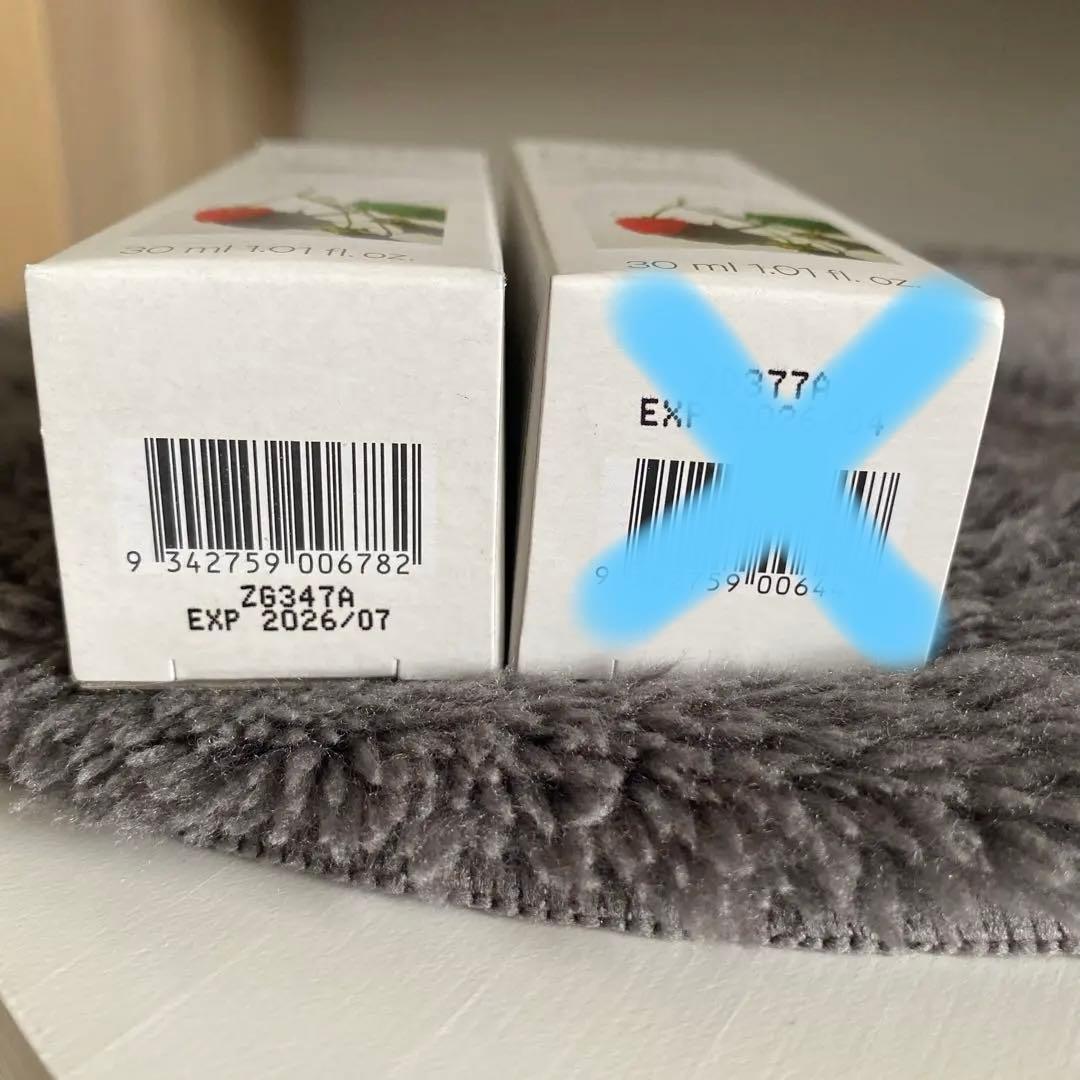 30 ml 1.01 fl. oz.
9 342759 006782
ZG347A
EXP 2026/07
30 ml 1.01 fl. oz.
EXP